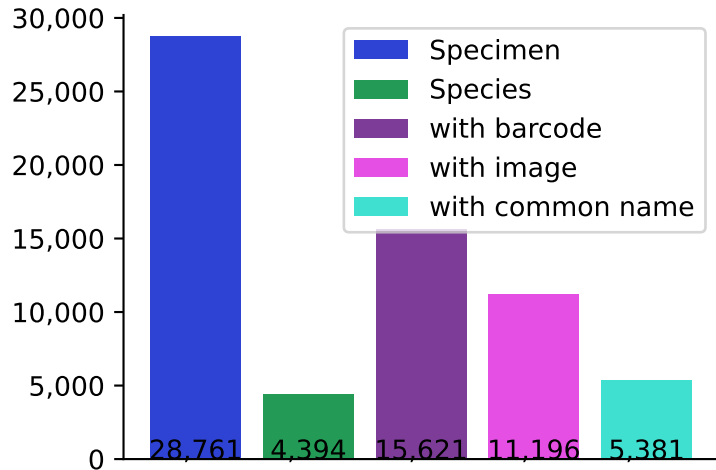 30,000
25,000
20,000
15,000
10,000
5,000
0
Specimen
Species
with barcode
with image
with common name
28,761 4,394 15,621 11,196 5,381